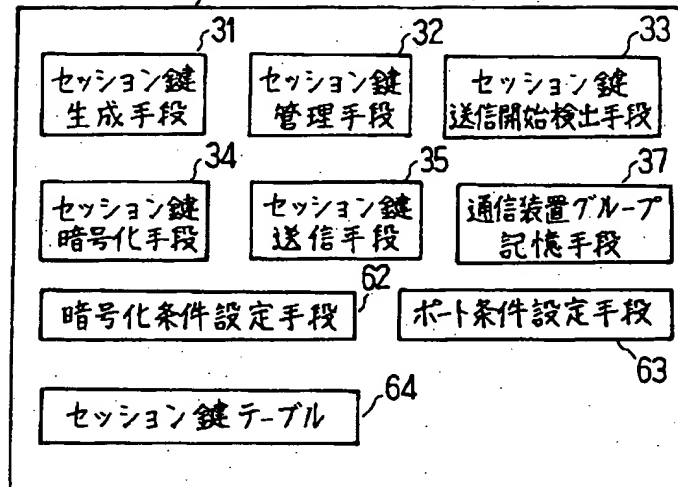 31
セッション鍵
生成手段
32
セッション鍵
管理手段
33
セッション鍵
送信開始検出手段
34
セッション鍵
暗号化手段
35
セッション鍵
送信手段
37
通信装置グループ
記憶手段
62
暗号化条件設定手段
ポート条件設定手段
63
セッション鍵テーブル
64